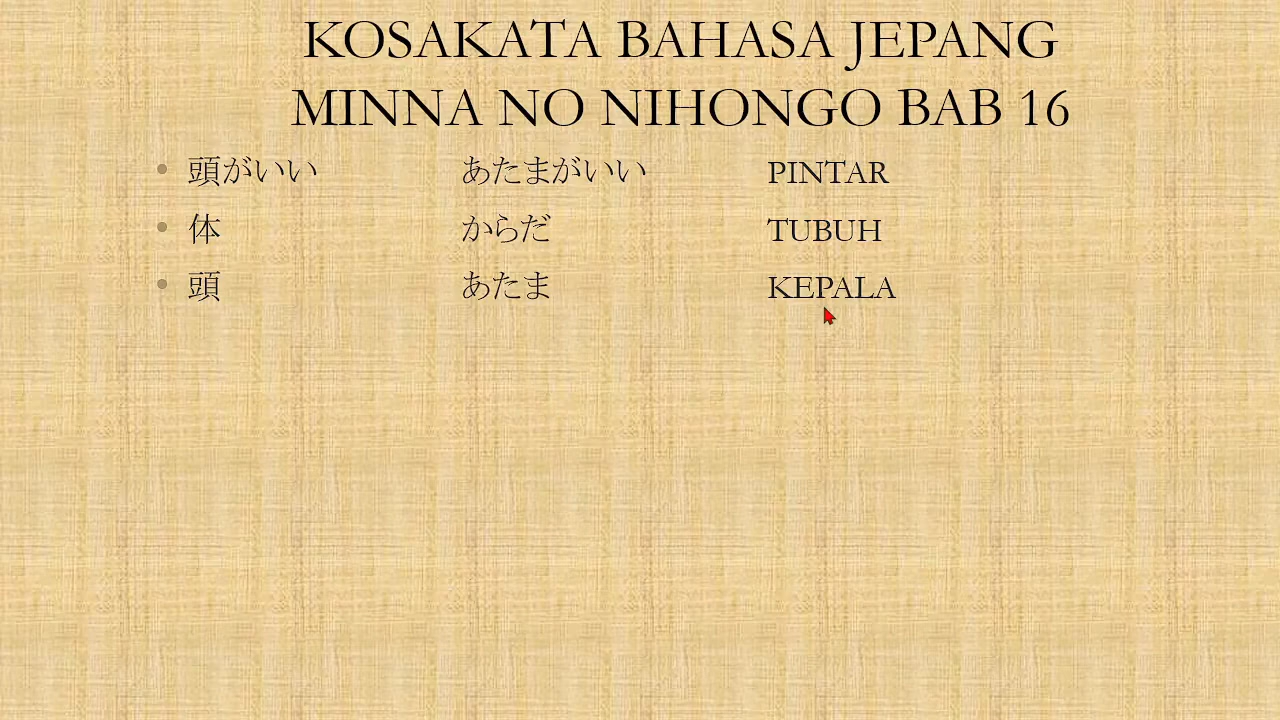 KOSAKATA BAHASA JEPANG
MINNA NO NIHONGO BAB 16
• 頭がいい あたまがいい PINTAR
• 体 からだ TUBUH
• 頭 あたま KEPALA